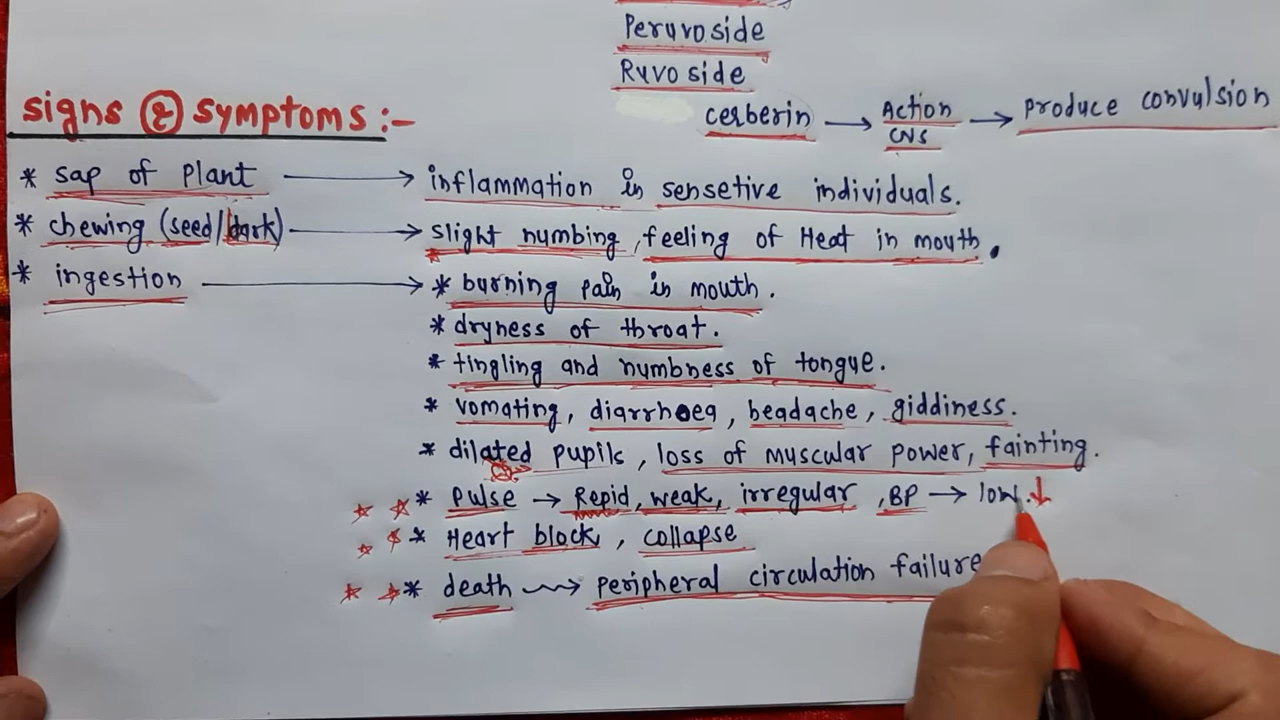 Peruvoside
Ruvoside
cerberin → Action CNS → Produce convulsion
signs & symptoms :-
* sap of Plant → inflammation in sensetive individuals.
* chewing (seed/bark) → slight numbing, feeling of Heat in mouth.
* ingestion → * burning pain in mouth.
* dryness of throat.
* tingling and numbness of tongue.
* vomating, diarrhoea, beadache, giddiness.
* dilated pupils, loss of muscular power, fainting.
* Pulse → Repid, weak, irregular, BP → low. ↓
* Heart block, collapse
* death → peripheral circulation failure